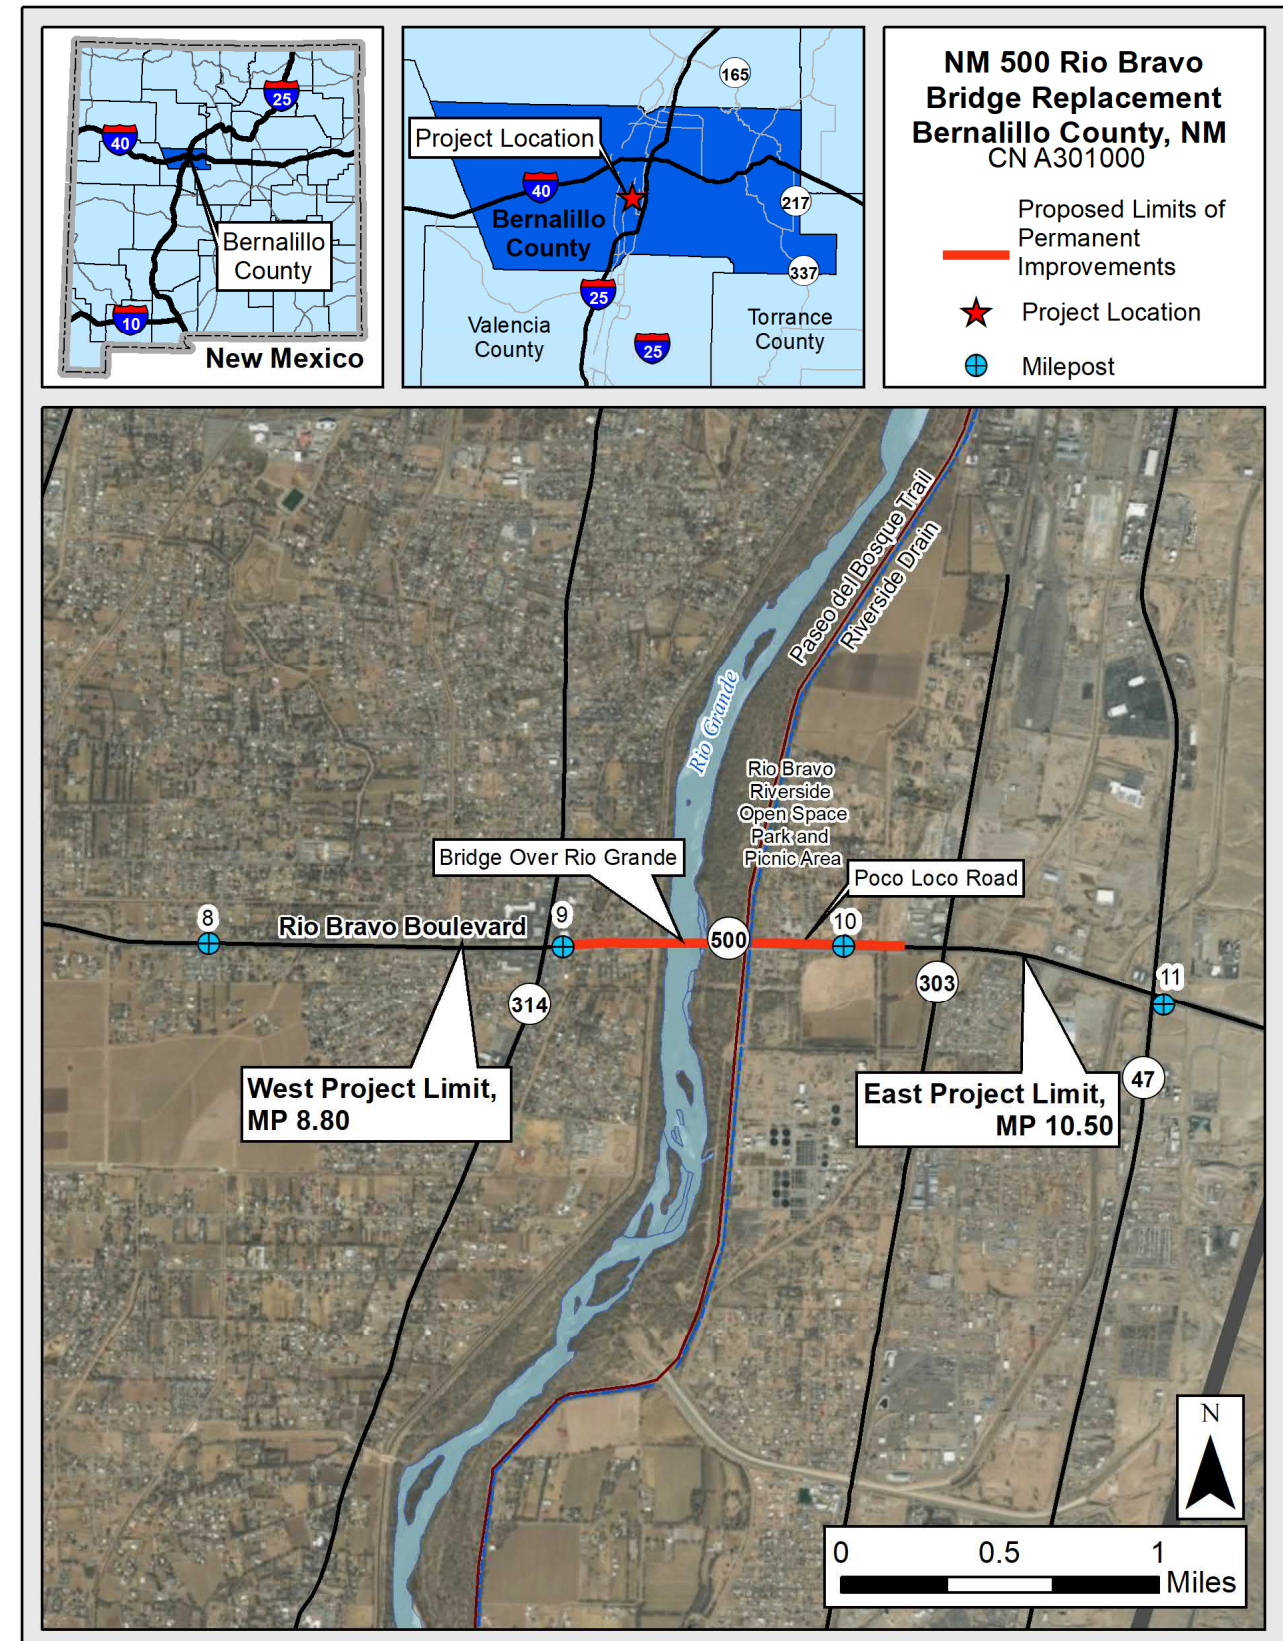 25
40
Bernalillo
County
10
New Mexico
165
Project Location
40
217
Bernalillo
County
337
25
Valencia
County
25
Torrance
County
NM 500 Rio Bravo
Bridge Replacement
Bernalillo County, NM
CN A301000
Proposed Limits of
Permanent
Improvements
Project Location
Milepost
Paseo del Bosque Trail
Riverside Drain
Rio Grande
Rio Bravo
Riverside
Open Space
Park and
Picnic Area
Bridge Over Rio Grande
Poco Loco Road
8
Rio Bravo Boulevard
9
500
10
303
11
314
West Project Limit,
MP 8.80
East Project Limit,
MP 10.50
47
N
0 0.5 1
Miles